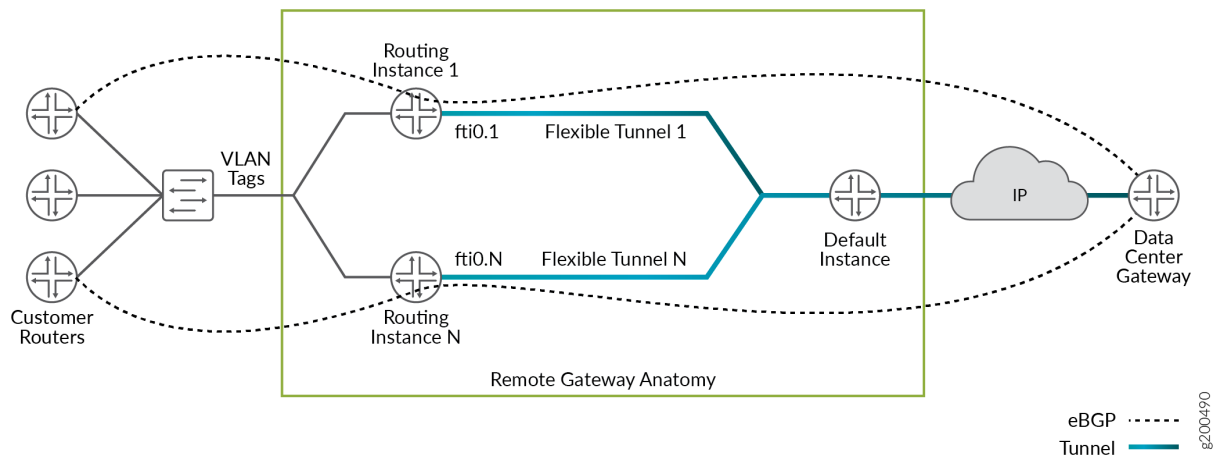 Routing
Instance 1
VLAN
Tags
fti0.1
Flexible Tunnel 1
IP
fti0.N
Flexible Tunnel N
Default
Instance
Data
Center
Gateway
Customer
Routers
Routing
Instance N
Remote Gateway Anatomy
eBGP
Tunnel
g200490